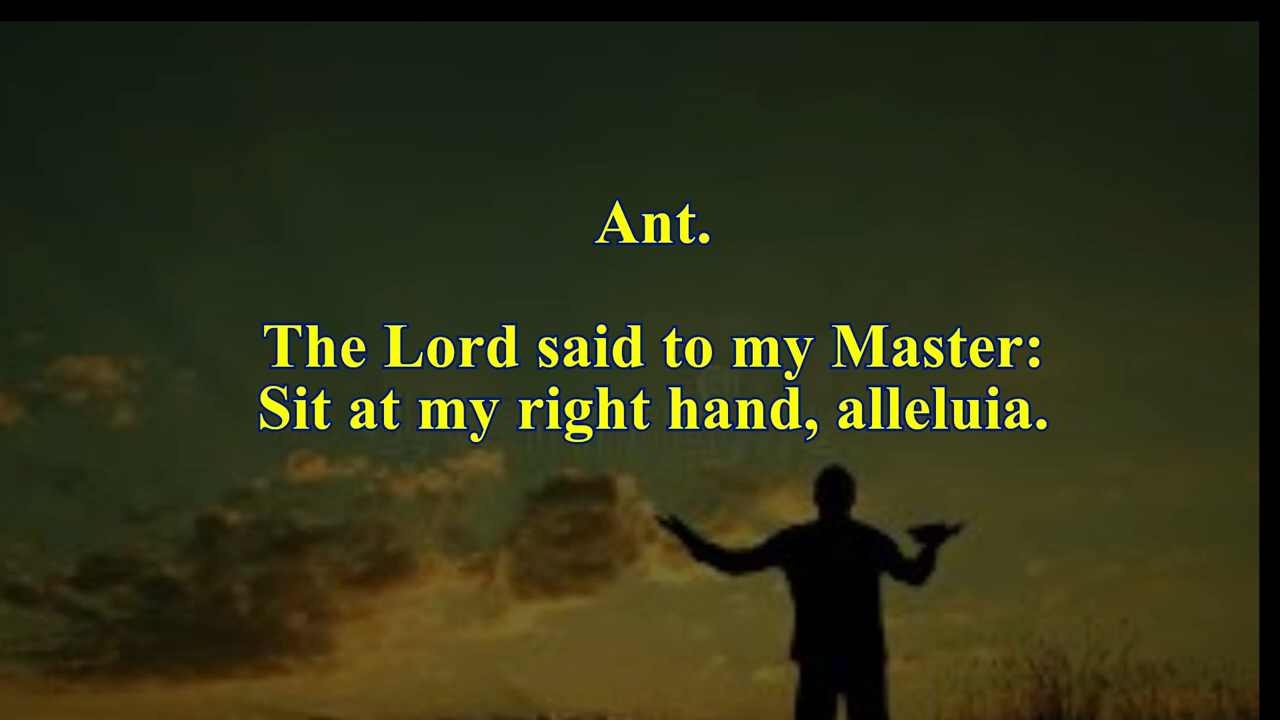 Ant.
The Lord said to my Master:
Sit at my right hand, alleluia.